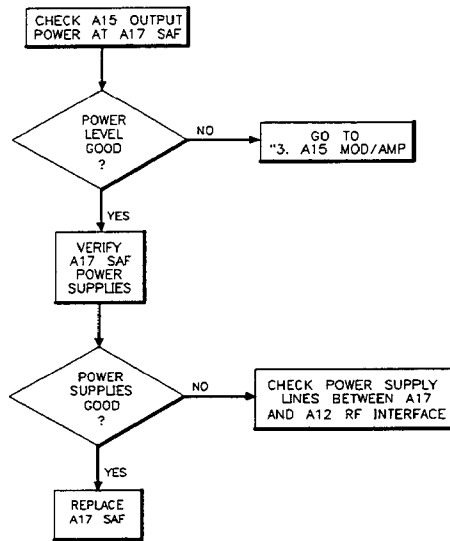 CHECK A15 OUTPUT
POWER AT A17 SAF
POWER
LEVEL
GOOD
?
NO
GO TO
"3. A15 MOD/AMP
YES
VERIFY
A17 SAF
POWER
SUPPLIES
POWER
SUPPLIES
GOOD
?
NO
CHECK POWER SUPPLY
LINES BETWEEN A17
AND A12 RF INTERFACE
YES
REPLACE
A17 SAF